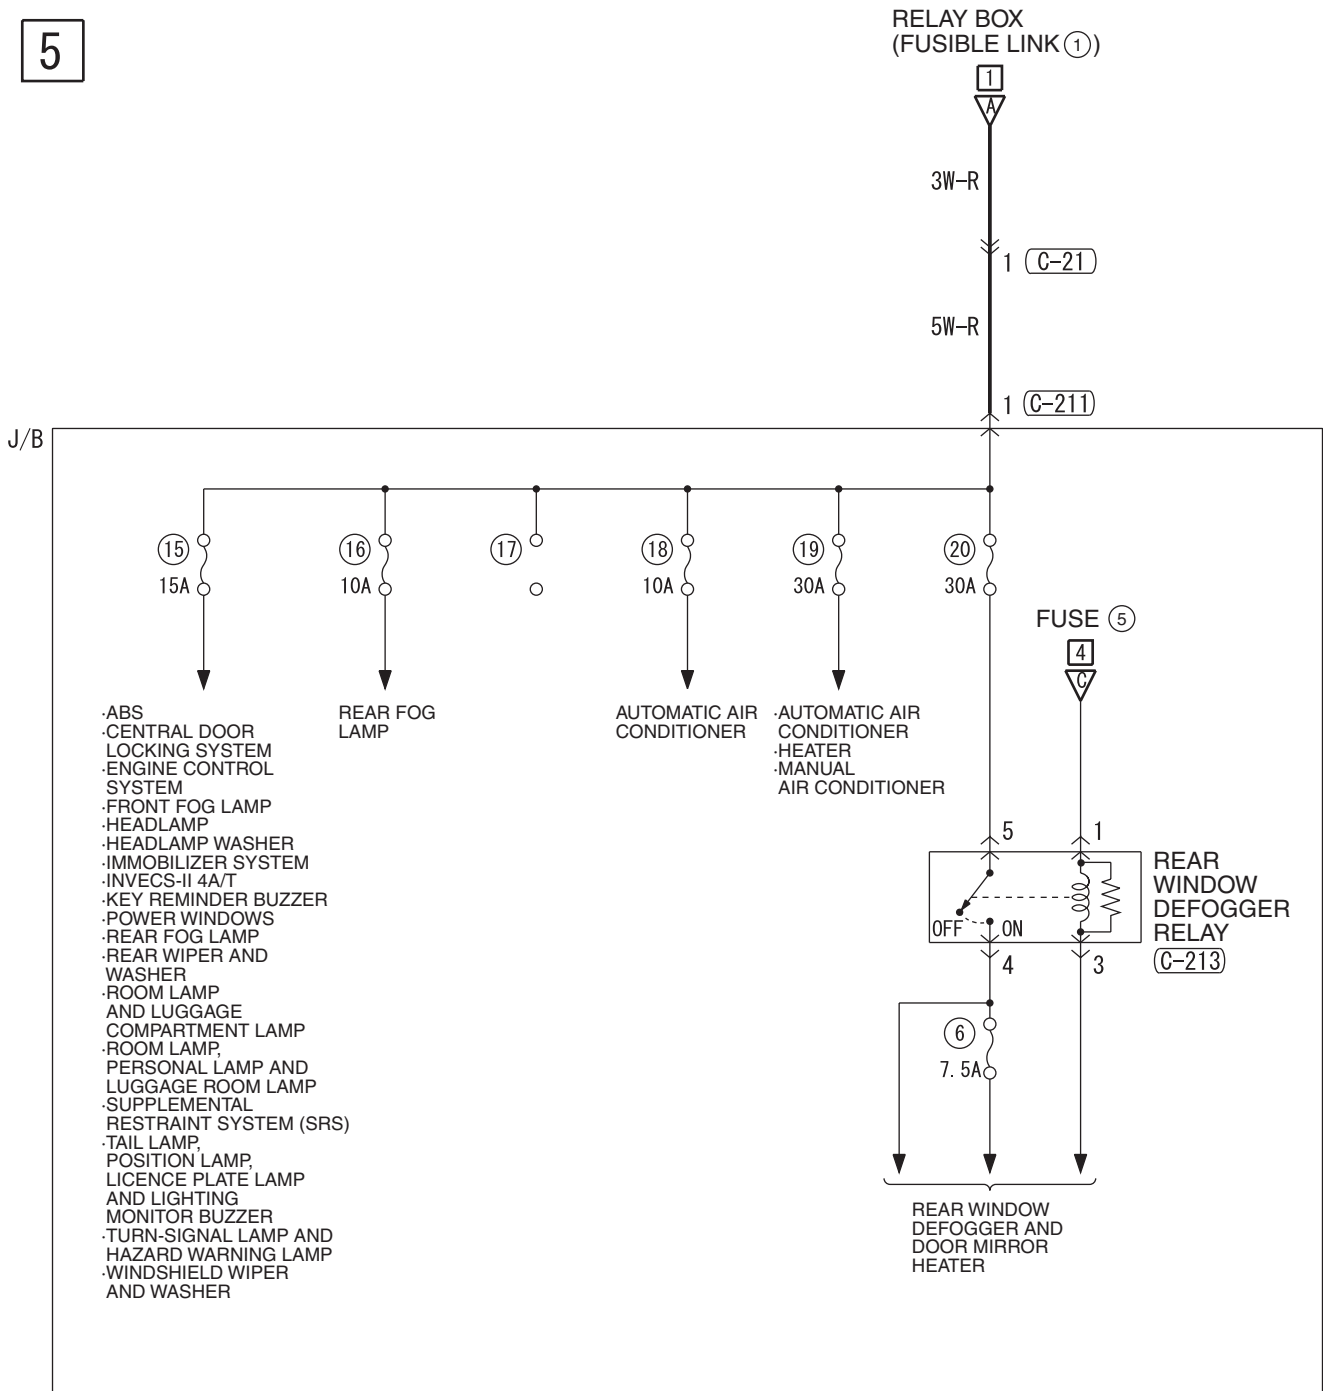 5
RELAY BOX
(FUSIBLE LINK ①)
1
A
3W-R
1 C-21
5W-R
1 C-211
J/B
15
15A
16
10A
17
18
10A
19
30A
20
30A
FUSE ⑤
4
C
·ABS
·CENTRAL DOOR
LOCKING SYSTEM
·ENGINE CONTROL
SYSTEM
·FRONT FOG LAMP
·HEADLAMP
·HEADLAMP WASHER
·IMMOBILIZER SYSTEM
·INVECS-II 4A/T
·KEY REMINDER BUZZER
·POWER WINDOWS
·REAR FOG LAMP
·REAR WIPER AND
WASHER
·ROOM LAMP
AND LUGGAGE
COMPARTMENT LAMP
·ROOM LAMP,
PERSONAL LAMP AND
LUGGAGE ROOM LAMP
·SUPPLEMENTAL
RESTRAINT SYSTEM (SRS)
·TAIL LAMP,
POSITION LAMP,
LICENCE PLATE LAMP
AND LIGHTING
MONITOR BUZZER
·TURN-SIGNAL LAMP AND
HAZARD WARNING LAMP
·WINDSHIELD WIPER
AND WASHER
REAR FOG
LAMP
AUTOMATIC AIR
CONDITIONER
·AUTOMATIC AIR
CONDITIONER
·HEATER
·MANUAL
AIR CONDITIONER
5
1
OFF
ON
REAR
WINDOW
DEFOGGER
RELAY
C-213
4
3
6
7.5A
REAR WINDOW
DEFOGGER AND
DOOR MIRROR
HEATER